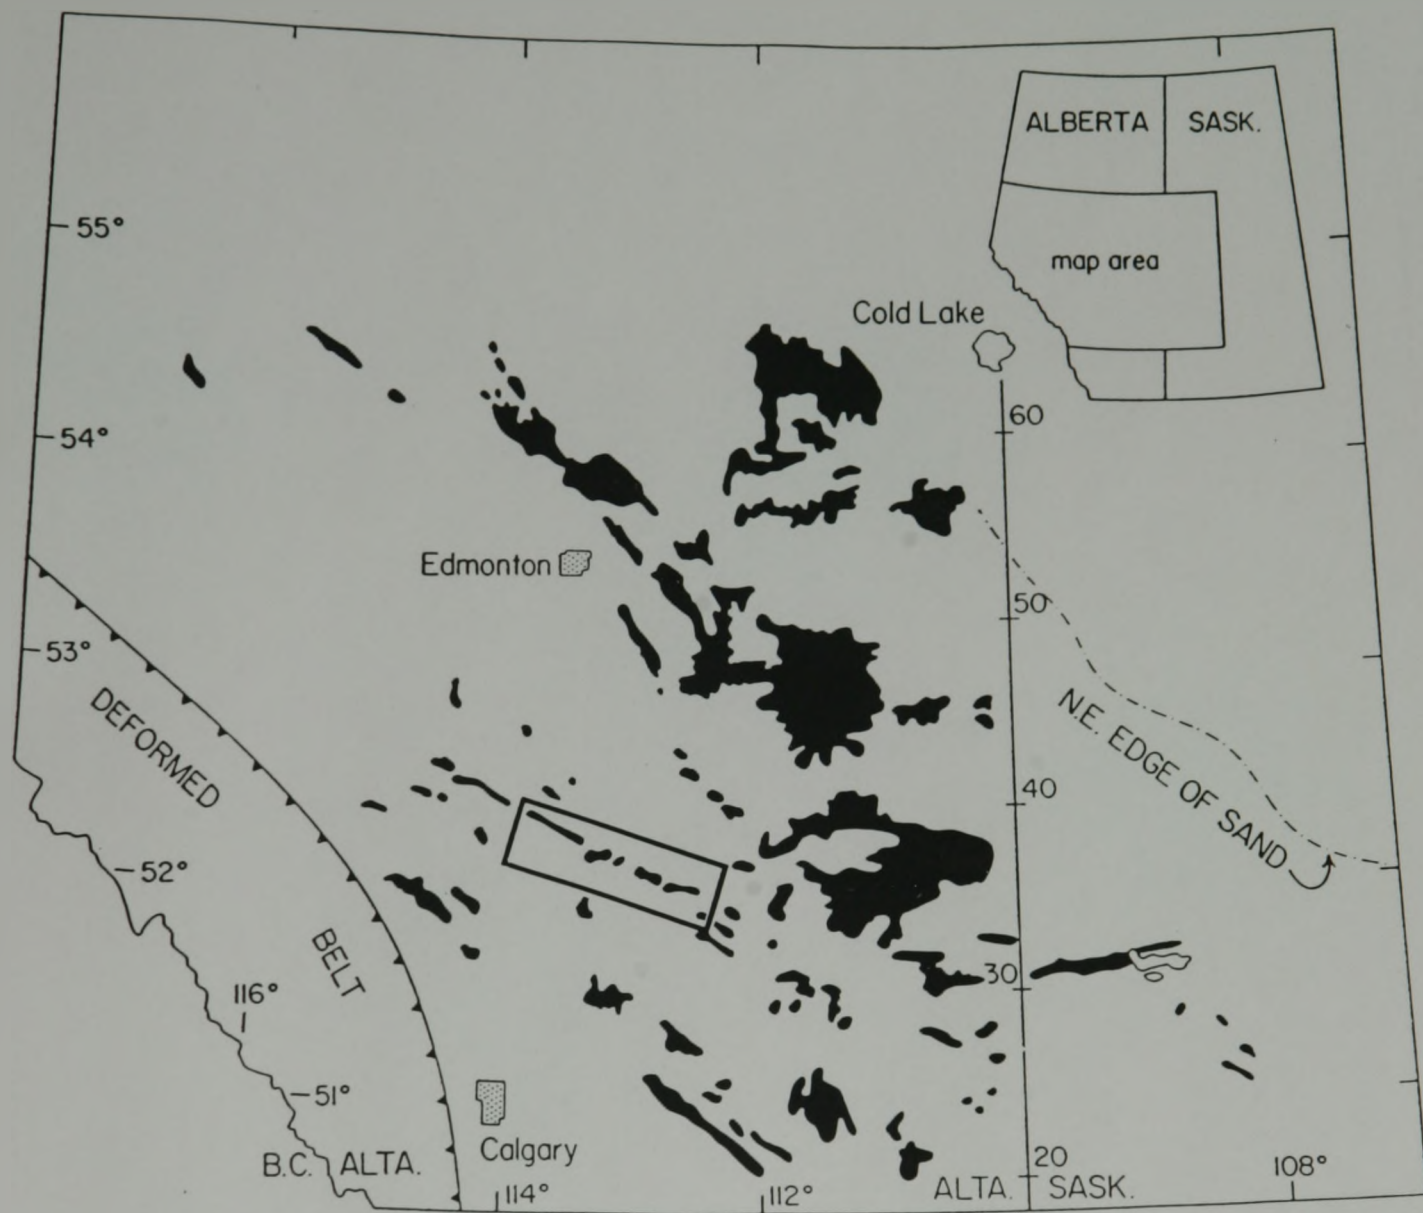 ALBERTA SASK.
55°
map area
Cold Lake
60
54°
Edmonton
50
53°
DEFORMED
N.E. EDGE OF SAND
40
52°
BELT
30
116°
51°
Calgary
B.C. ALTA.
20
108°
114°
112°
ALTA. SASK.